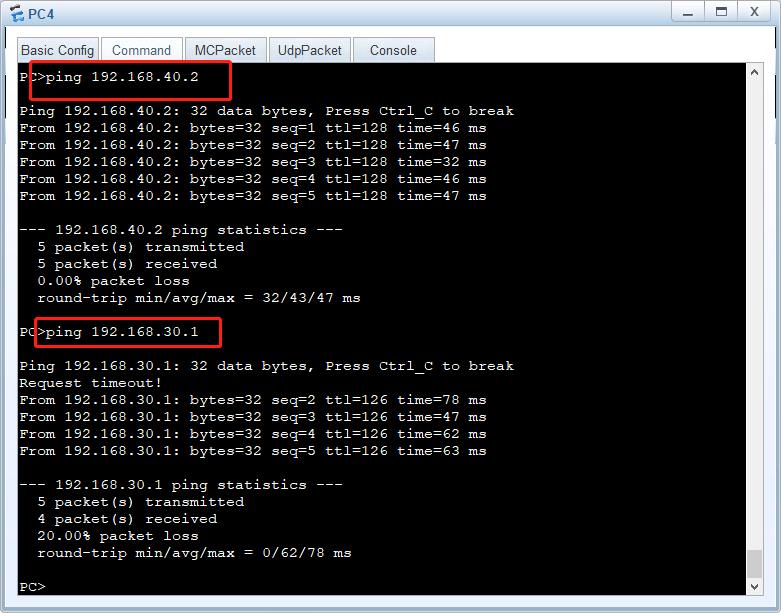 PC4
Basic Config Command MCPacket UdpPacket Console
PC>ping 192.168.40.2
Ping 192.168.40.2: 32 data bytes, Press Ctrl_C to break
From 192.168.40.2: bytes=32 seq=1 ttl=128 time=46 ms
From 192.168.40.2: bytes=32 seq=2 ttl=128 time=47 ms
From 192.168.40.2: bytes=32 seq=3 ttl=128 time=32 ms
From 192.168.40.2: bytes=32 seq=4 ttl=128 time=46 ms
From 192.168.40.2: bytes=32 seq=5 ttl=128 time=47 ms
--- 192.168.40.2 ping statistics ---
5 packet(s) transmitted
5 packet(s) received
0.00% packet loss
round-trip min/avg/max = 32/43/47 ms
PC>ping 192.168.30.1
Ping 192.168.30.1: 32 data bytes, Press Ctrl_C to break
Request timeout!
From 192.168.30.1: bytes=32 seq=2 ttl=126 time=78 ms
From 192.168.30.1: bytes=32 seq=3 ttl=126 time=47 ms
From 192.168.30.1: bytes=32 seq=4 ttl=126 time=62 ms
From 192.168.30.1: bytes=32 seq=5 ttl=126 time=63 ms
--- 192.168.30.1 ping statistics ---
5 packet(s) transmitted
4 packet(s) received
20.00% packet loss
round-trip min/avg/max = 0/62/78 ms
PC>